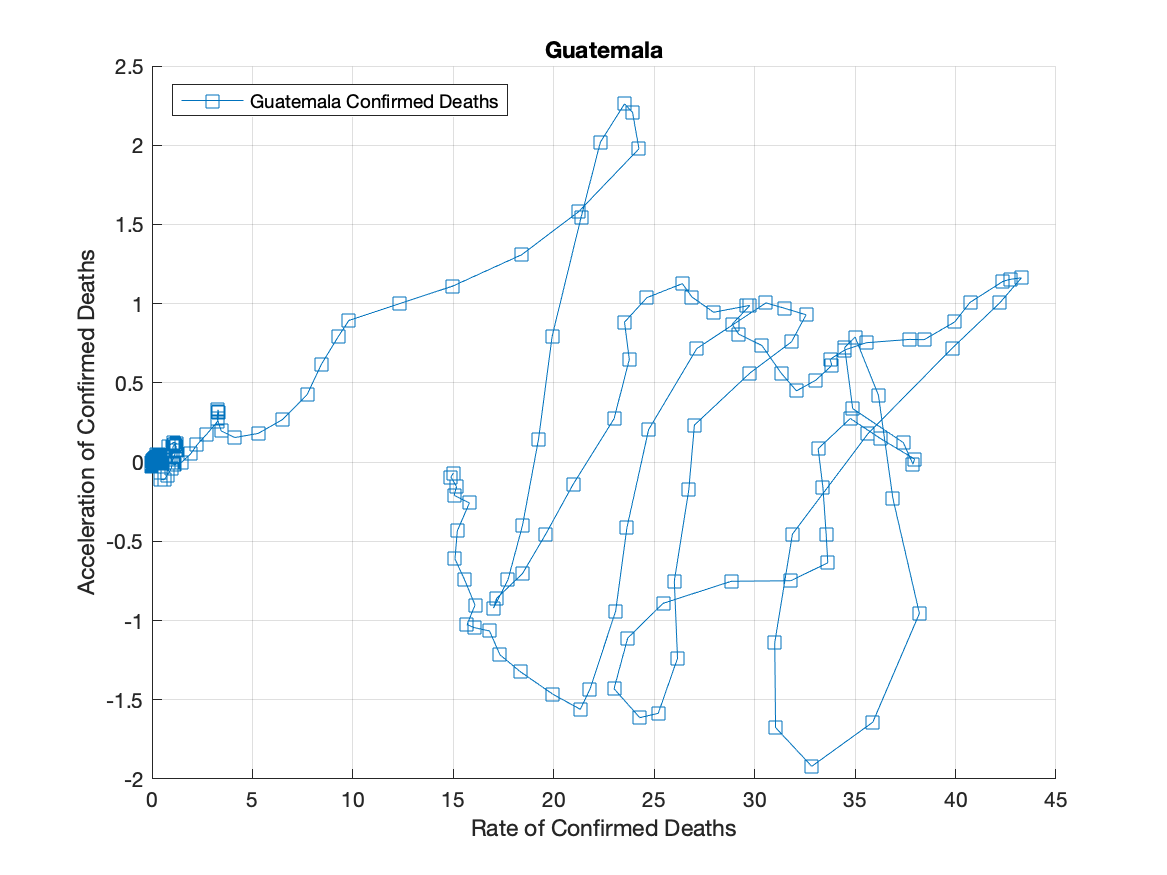 Guatemala
2.5
Guatemala Confirmed Deaths
2
1.5
1
0.5
0
-0.5
-1
-1.5
-2
Acceleration of Confirmed Deaths
0 5 10 15 20 25 30 35 40 45
Rate of Confirmed Deaths